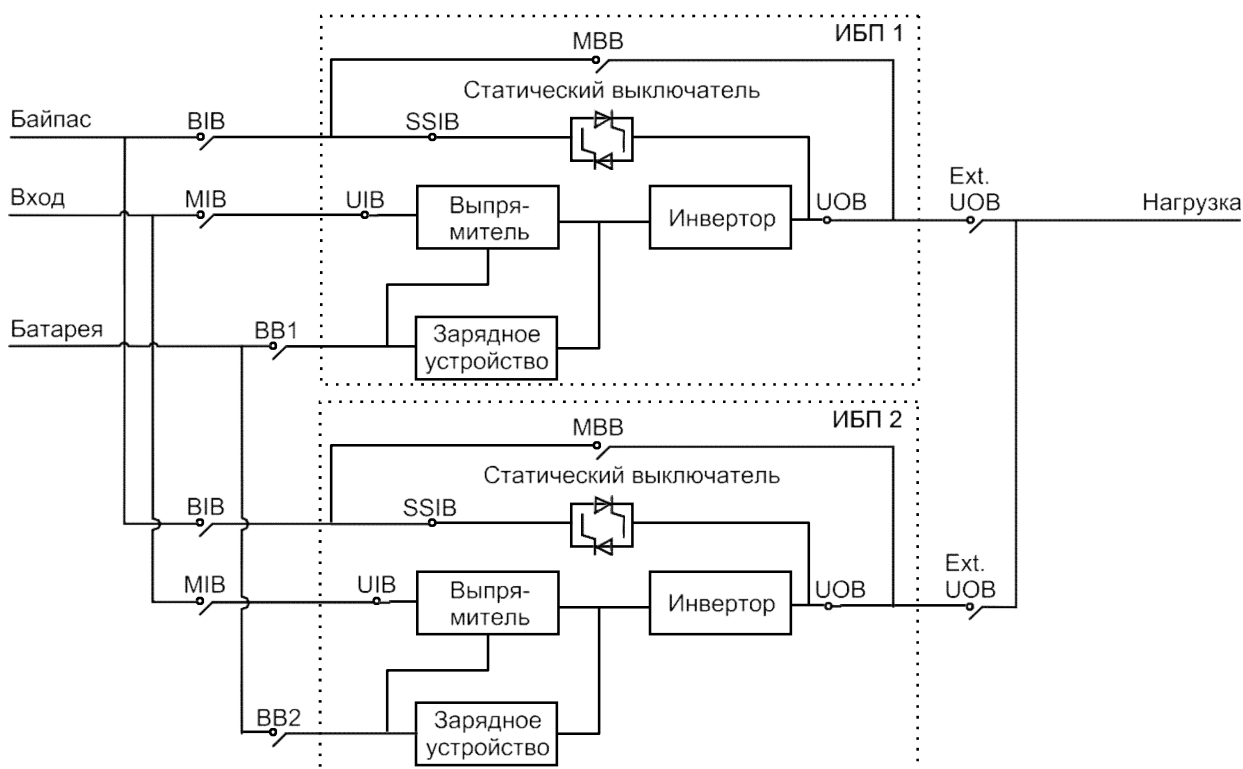 ИБП 1
MBB
Статический выключатель
Байпас
BIB
SSIB
Вход
MIB
UIB
Выпря-
митель
Инвертор
UOB
Ext.
UOB
Нагрузка
Батарея
BB1
Зарядное
устройство
ИБП 2
MBB
Статический выключатель
BIB
SSIB
MIB
UIB
Выпря-
митель
Инвертор
UOB
Ext.
UOB
BB2
Зарядное
устройство